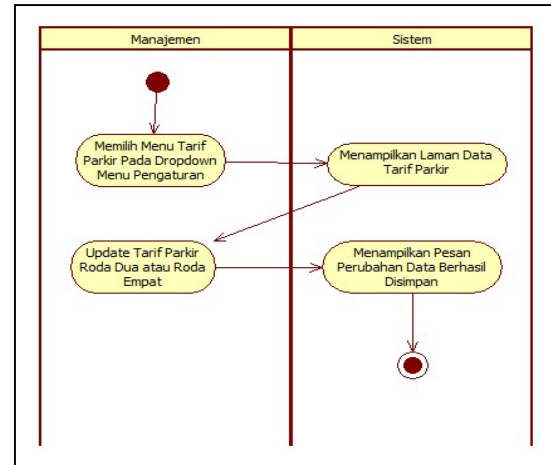 Manajemen
Sistem
Memilih Menu Tarif
Parkir Pada Dropdown
Menu Pengaturan
Menampilkan Laman Data
Tarif Parkir
Update Tarif Parkir
Roda Dua atau Roda
Empat
Menampilkan Pesan
Perubahan Data Berhasil
Disimpan